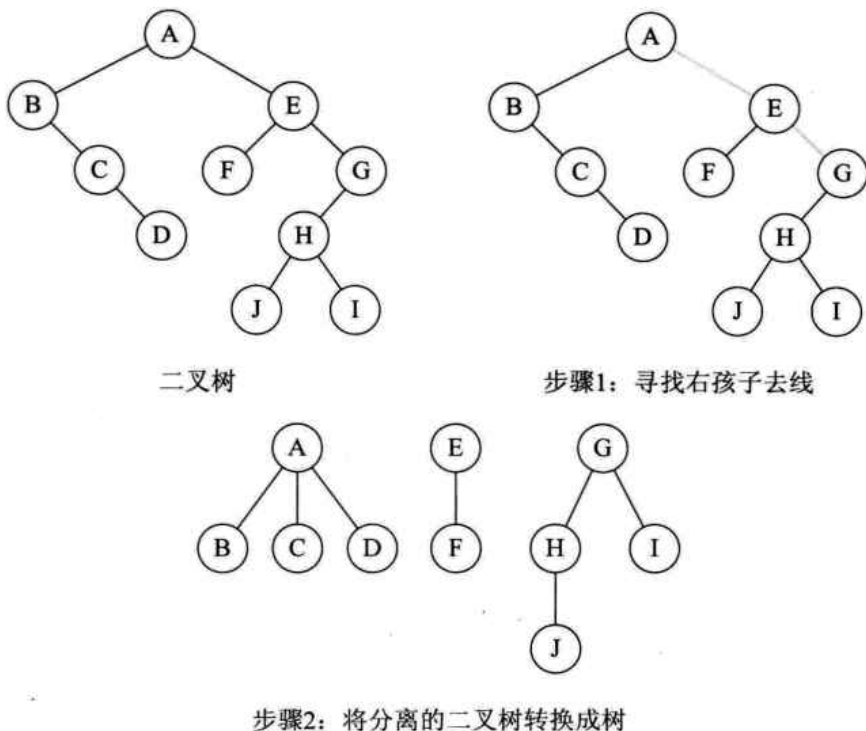 A A
B E B E
C F G C F G
D H D H
J I J I
二叉树 步骤1：寻找右孩子去线
A E G
B C D F H I
J
步骤2：将分离的二叉树转换成树